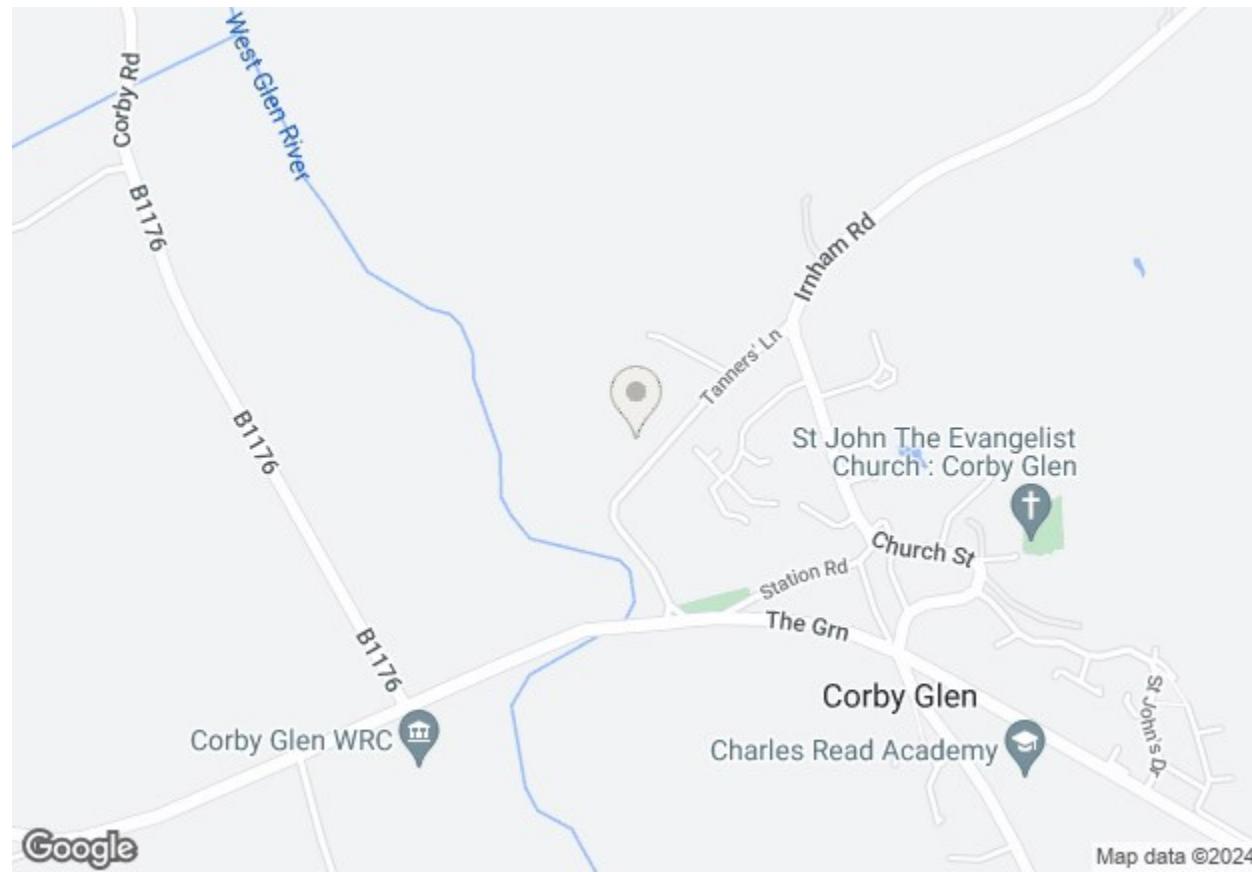 West Glen River
Corby Rd
B1176
Irnham Rd
Tanners' Ln
B1176
St John The Evangelist
Church : Corby Glen
Church St
Station Rd
The Grn
B1176
Corby Glen
St John's Dr
Corby Glen WRC
Charles Read Academy
Google
Map data ©2024